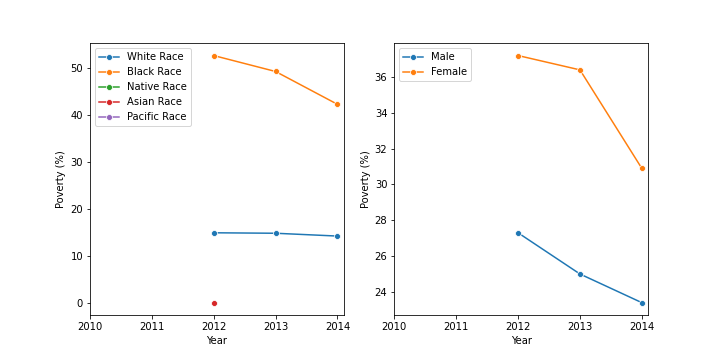 White Race
Black Race
Native Race
Asian Race
Pacific Race
Poverty (%)
50
40
30
20
10
0
2010 2011 2012 2013 2014
Year
Male
Female
Poverty (%)
36
34
32
30
28
26
24
2010 2011 2012 2013 2014
Year